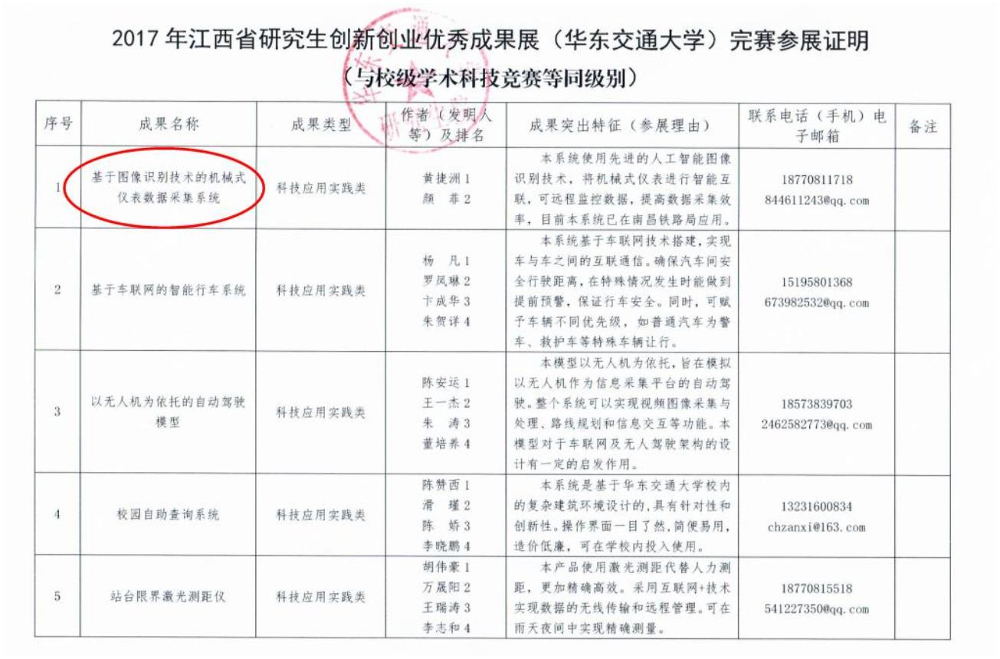 2017 年江西省研究生创新创业优秀成果展（华东交通大学）完赛参展证明
（与校级学术科技竞赛等同级别）
华东交通大学
研究生院
序号
成果名称
成果类型
作者（发明人
等）及排名
成果突出特征（参展理由）
联系电话（手机）电
子邮箱
备注
1
基于图像识别技术的机械式
仪表数据采集系统
科技应用实践类
黄捷洲 1
颜 菲 2
本系统使用先进的人工智能图像
识别技术，将机械式仪表进行智能互
联，可远程监控数据，提高数据采集效
率，目前本系统已在南昌铁路局应用。
18770811718
844611243@qq.com
2
基于车联网的智能行车系统
科技应用实践类
杨 凡 1
罗凤琳 2
卞成华 3
朱贺详 4
本系统基于车联网技术搭建，实现
车与车之间的互联通信。确保汽车间安
全行驶距离，在特殊情况发生时能做到
提前预警，保证行车安全。同时，可赋
予车辆不同优先级，如普通汽车为警
车、救护车等特殊车辆让行。
15195801368
673982532@qq.com
3
以无人机为依托的自动驾驶
模型
科技应用实践类
陈安运 1
王一杰 2
朱 涛 3
董培养 4
本模型以无人机为依托，旨在模拟
以无人机作为信息采集平台的自动驾
驶。整个系统可以实现视频图像采集与
处理、路线规划和信息交互等功能。本
模型对于车联网及无人驾驶架构的设
计有一定的启发作用。
18573839703
2462582773@qq.com
4
校园自助查询系统
科技应用实践类
陈赞西 1
滑 瑾 2
陈 娇 3
李晓鹏 4
本系统是基于华东交通大学校内
的复杂建筑环境设计的，具有针对性和
创新性。操作界面一目了然，简便易用，
造价低廉，可在学校内投入使用。
13231600834
chzanxi@163.com
5
站台限界激光测距仪
科技应用实践类
胡伟豪 1
万晟阳 2
王瑞涛 3
李志和 4
本产品使用激光测距代替人力测
距，更加精确高效。采用互联网+技术
实现数据的无线传输和远程管理。可在
雨天夜间中实现精确测量。
18770815518
541227350@qq.com